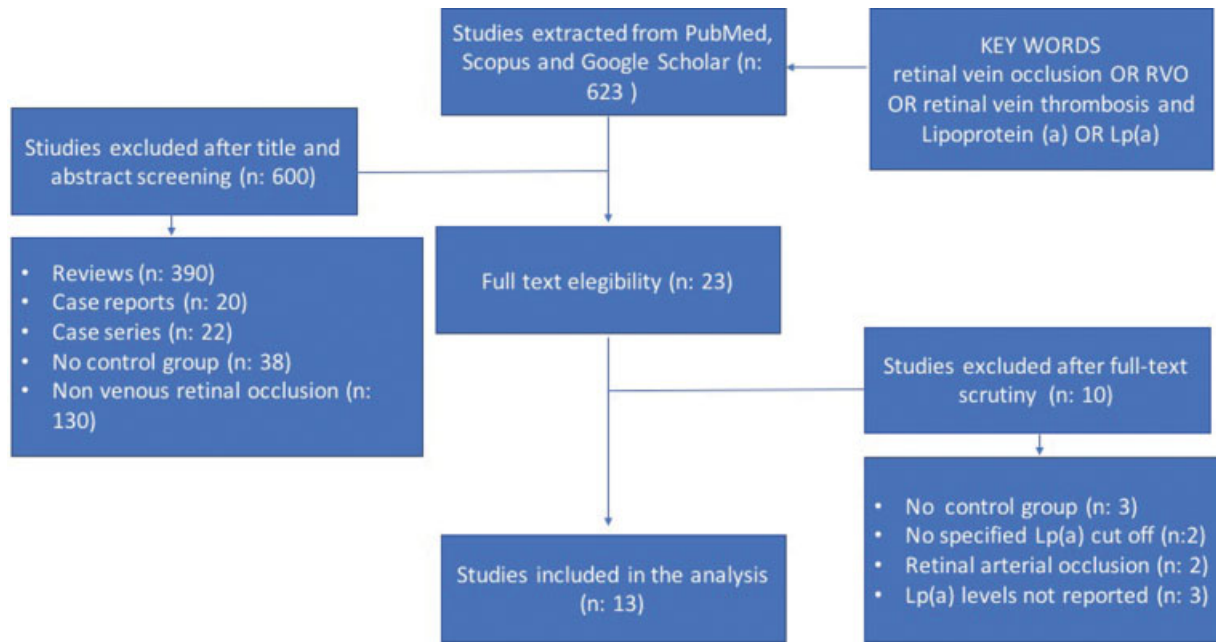 Studies extracted from PubMed,
Scopus and Google Scholar (n:
623 )
KEY WORDS
retinal vein occlusion OR RVO
OR retinal vein thrombosis and
Lipoprotein (a) OR Lp(a)
Stiudies excluded after title and
abstract screening (n: 600)
• Reviews (n: 390)
• Case reports (n: 20)
• Case series (n: 22)
• No control group (n: 38)
• Non venous retinal occlusion (n:
130)
Full text elegibility (n: 23)
Studies excluded after full-text
scrutiny (n: 10)
• No control group (n: 3)
• No specified Lp(a) cut off (n:2)
• Retinal arterial occlusion (n: 2)
• Lp(a) levels not reported (n: 3)
Studies included in the analysis
(n: 13)